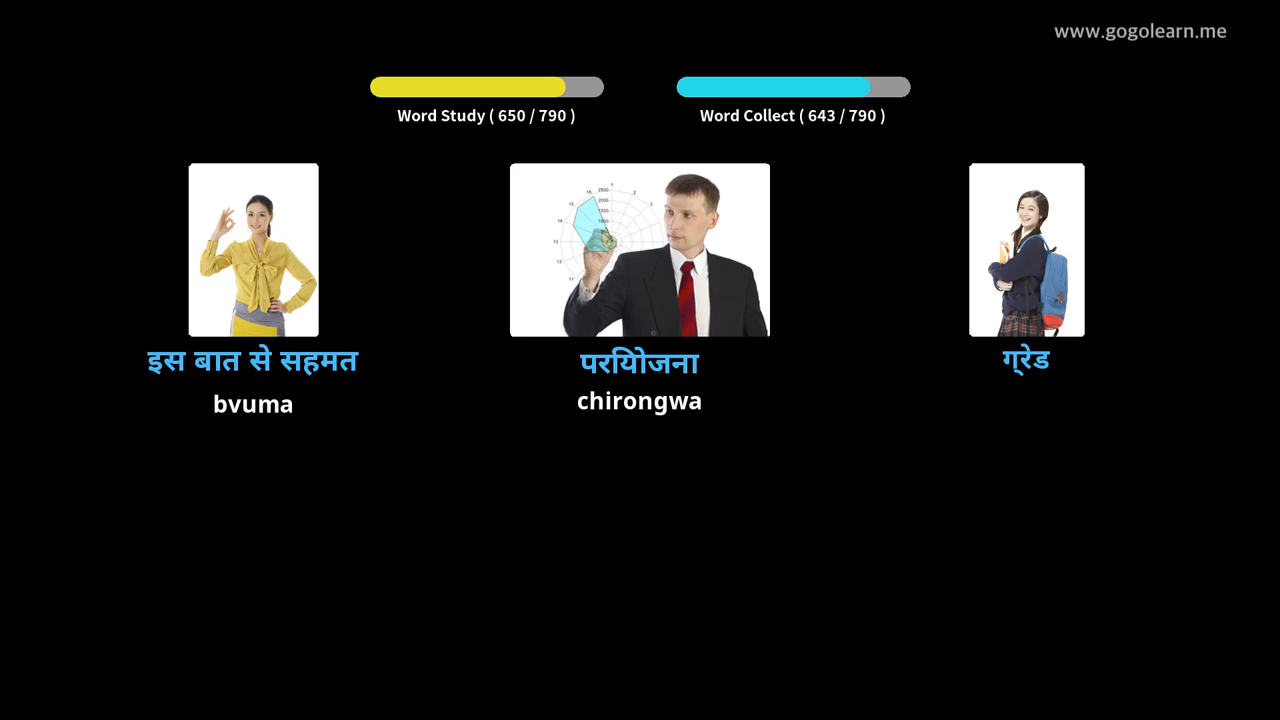 www.gogolearn.me
Word Study ( 650 / 790 )
Word Collect ( 643 / 790 )
इस बात से सहमत
परियोजना
ग्रेड
bvuma
chirongwa